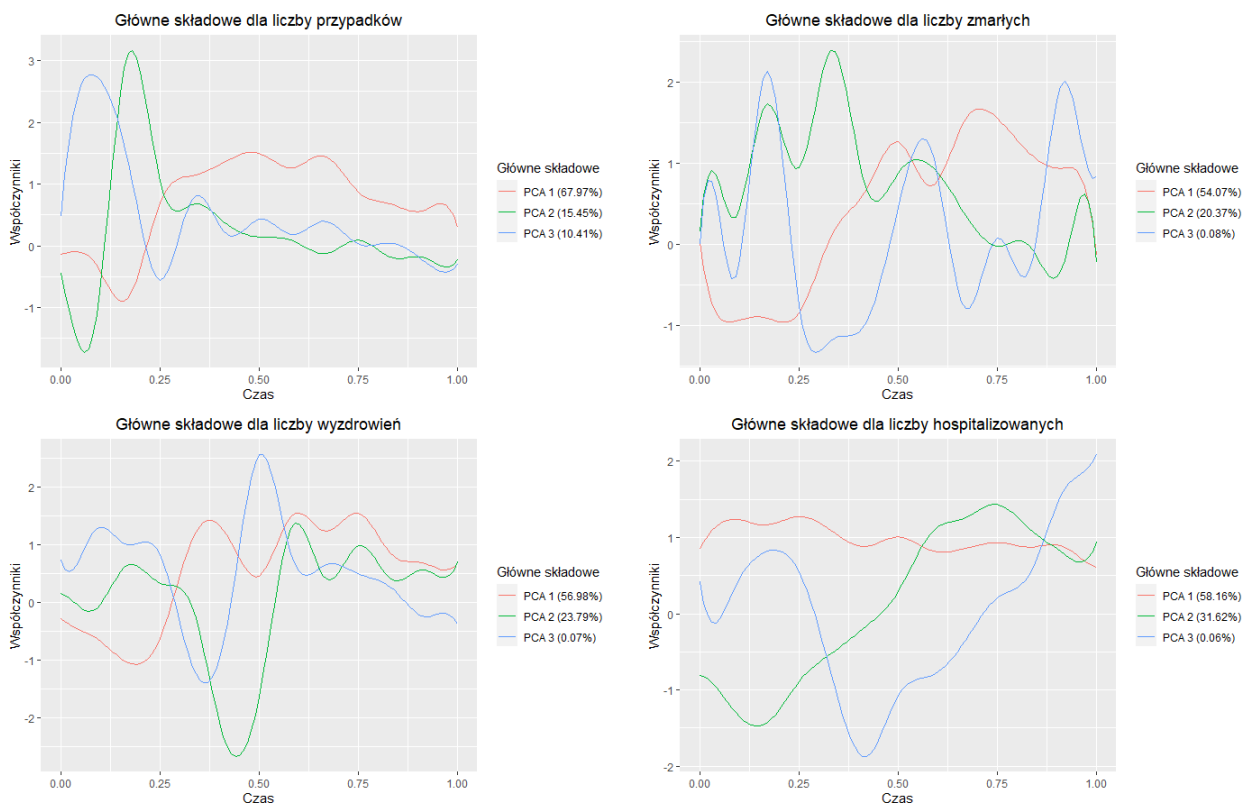 Główne składowe dla liczby przypadków
Współczynniki
3
2
1
0
-1
0.00 0.25 0.50 0.75 1.00
Czas
Główne składowe
PCA 1 (67.97%)
PCA 2 (15.45%)
PCA 3 (10.41%)
Główne składowe dla liczby zmarłych
Współczynniki
2
1
0
-1
0.00 0.25 0.50 0.75 1.00
Czas
Główne składowe
PCA 1 (54.07%)
PCA 2 (20.37%)
PCA 3 (0.08%)
Główne składowe dla liczby wyzdrowień
Współczynniki
2
1
0
-1
-2
0.00 0.25 0.50 0.75 1.00
Czas
Główne składowe
PCA 1 (56.98%)
PCA 2 (23.79%)
PCA 3 (0.07%)
Główne składowe dla liczby hospitalizowanych
Współczynniki
2
1
0
-1
-2
0.00 0.25 0.50 0.75 1.00
Czas
Główne składowe
PCA 1 (58.16%)
PCA 2 (31.62%)
PCA 3 (0.06%)